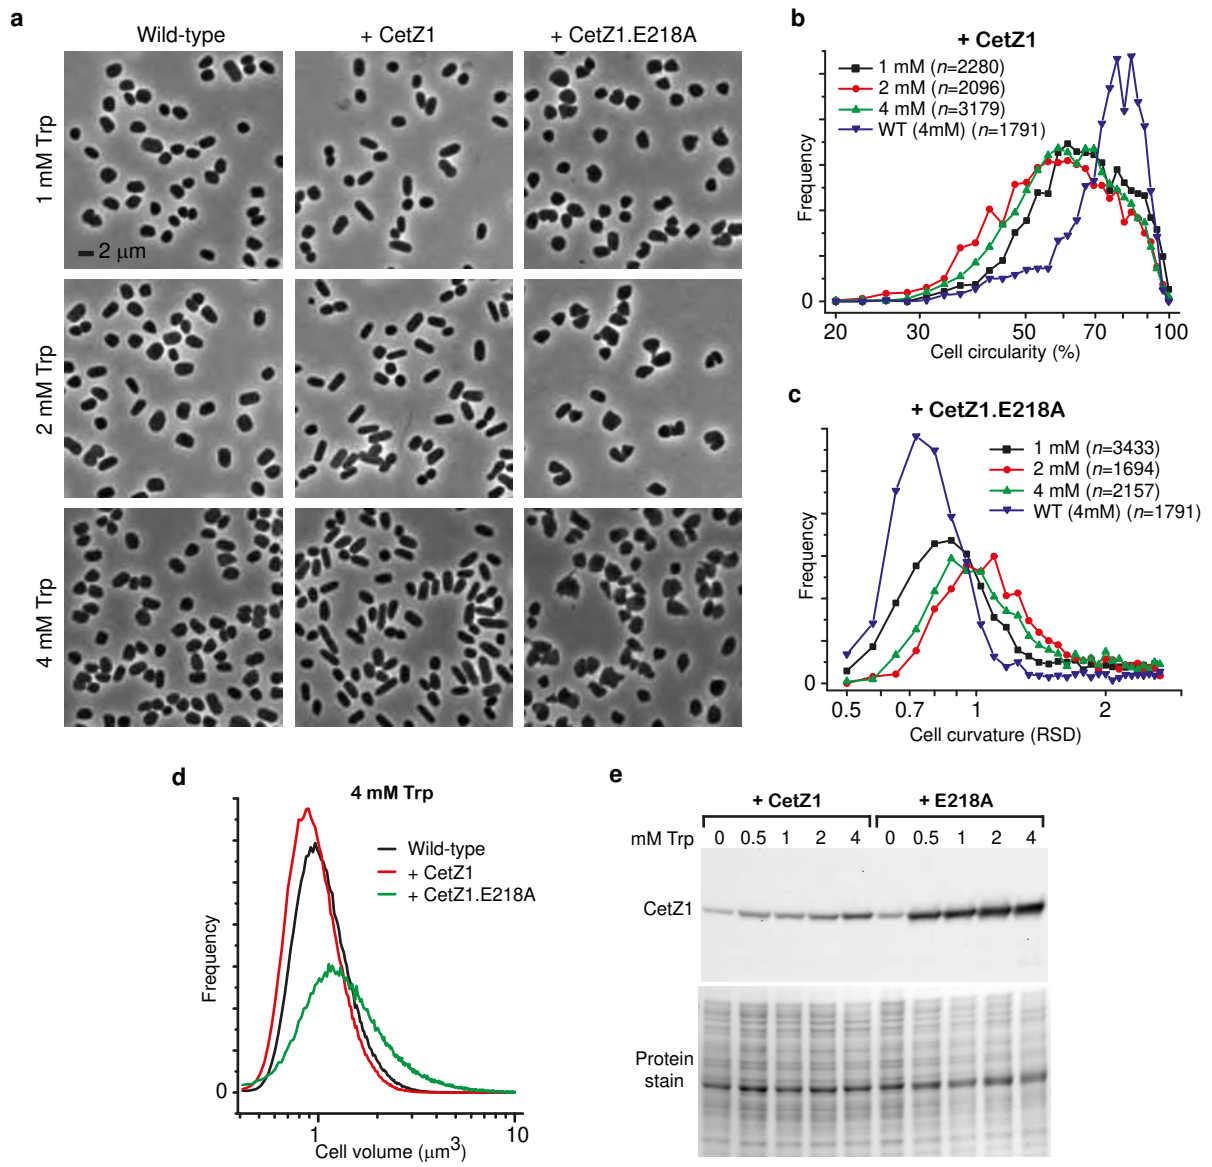 a
Wild-type
+ CetZ1
+ CetZ1.E218A
1 mM Trp
2 μm
2 mM Trp
4 mM Trp
b
+ CetZ1
1 mM (n=2280)
2 mM (n=2096)
4 mM (n=3179)
WT (4mM) (n=1791)
Frequency
0
20 30 50 70 100
Cell circularity (%)
c
+ CetZ1.E218A
1 mM (n=3433)
2 mM (n=1694)
4 mM (n=2157)
WT (4mM) (n=1791)
Frequency
0
0.5 0.7 1 2
Cell curvature (RSD)
d
4 mM Trp
Wild-type
+ CetZ1
+ CetZ1.E218A
Frequency
0
1 10
Cell volume (μm3)
e
+ CetZ1 + E218A
mM Trp 0 0.5 1 2 4 0 0.5 1 2 4
CetZ1
Protein
stain